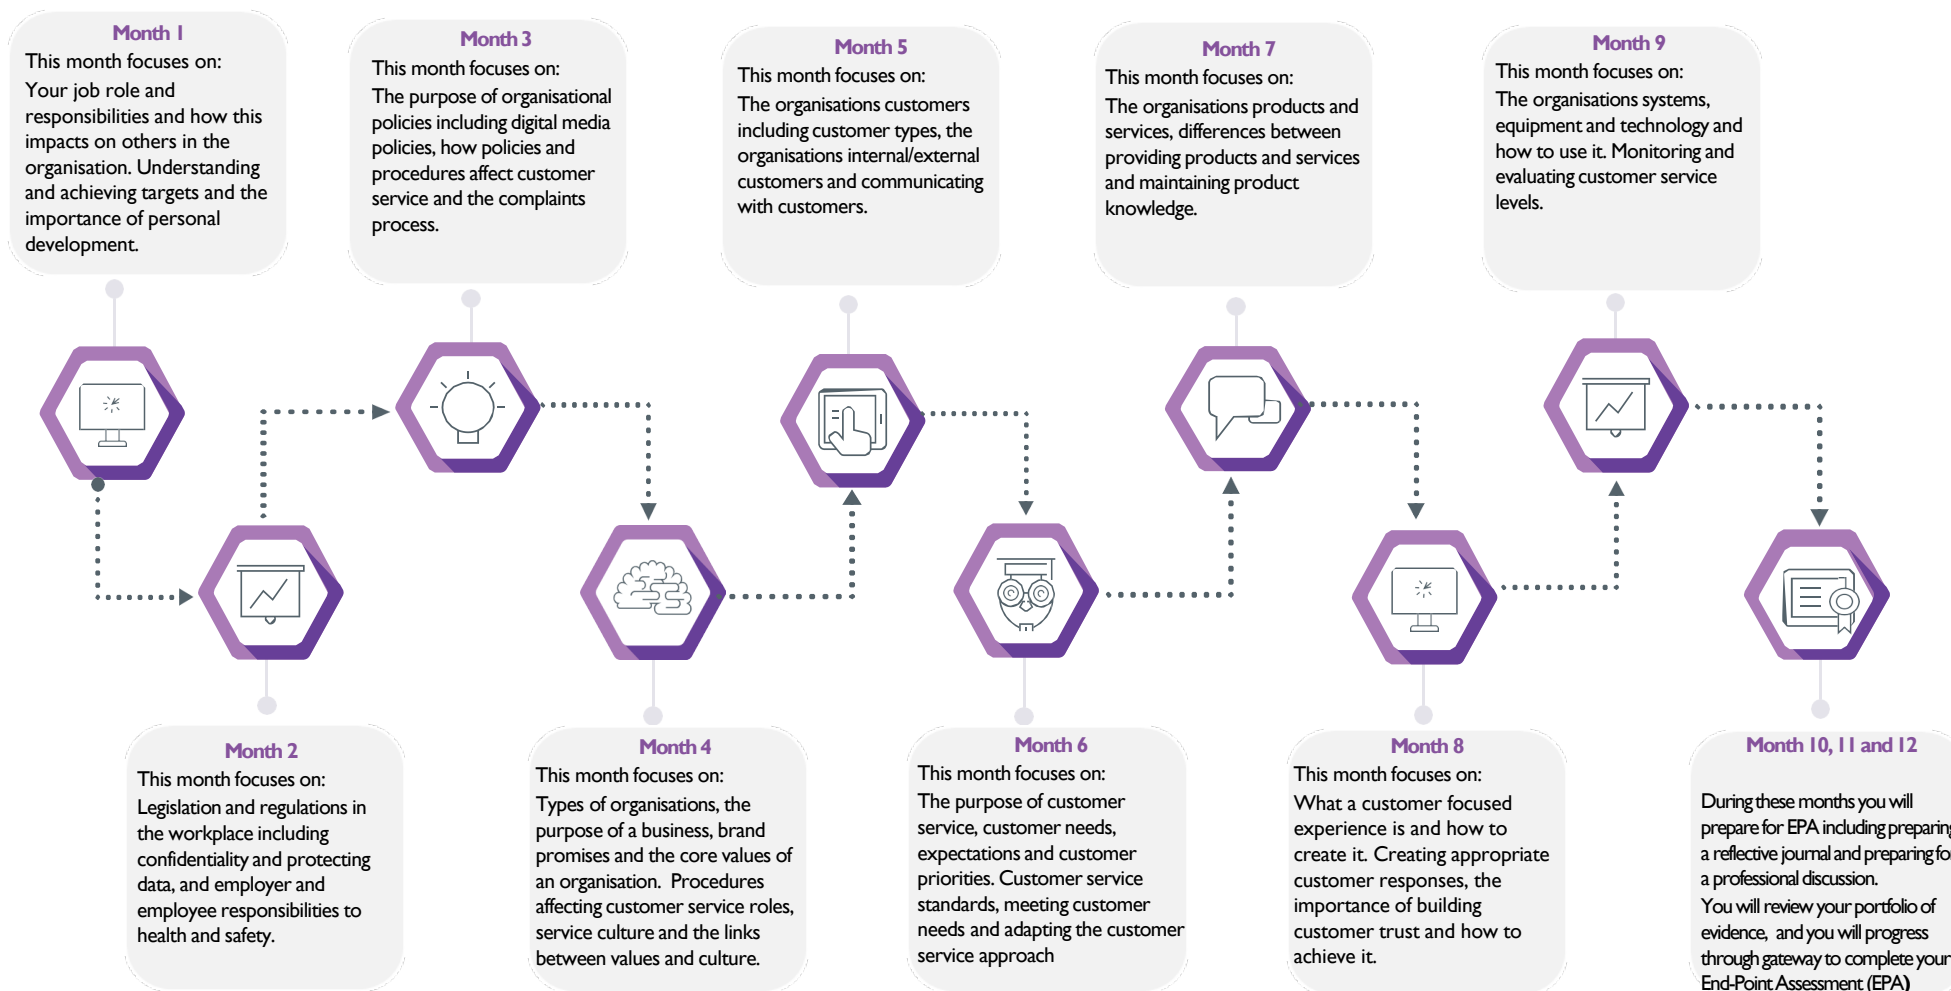 Month 1
This month focuses on:
Your job role and
responsibilities and how this
impacts on others in the
organisation. Understanding
and achieving targets and the
importance of personal
development.
Month 2
This month focuses on:
Legislation and regulations in
the workplace including
confidentiality and protecting
data, and employer and
employee responsibilities to
health and safety.
Month 3
This month focuses on:
The purpose of organisational
policies including digital media
policies, how policies and
procedures affect customer
service and the complaints
process.
Month 4
This month focuses on:
Types of organisations, the
purpose of a business, brand
promises and the core values of
an organisation.  Procedures
affecting customer service roles,
service culture and the links
between values and culture.
Month 5
This month focuses on:
The organisations customers
including customer types, the
organisations internal/external
customers and communicating
with customers.
Month 6
This month focuses on:
The purpose of customer
service, customer needs,
expectations and customer
priorities. Customer service
standards, meeting customer
needs and adapting the customer
service approach
Month 7
This month focuses on:
The organisations products and
services, differences between
providing products and services
and maintaining product
knowledge.
Month 8
This month focuses on:
What a customer focused
experience is and how to
create it. Creating appropriate
customer responses, the
importance of building
customer trust and how to
achieve it.
Month 9
This month focuses on:
The organisations systems,
equipment and technology and
how to use it. Monitoring and
evaluating customer service
levels.
Month 10, 11 and 12
During these months you will
prepare for EPA including preparing
a reflective journal and preparing for
a professional discussion.
You will review your portfolio of
evidence,  and you will progress
through gateway to complete your
End-Point Assessment (EPA)